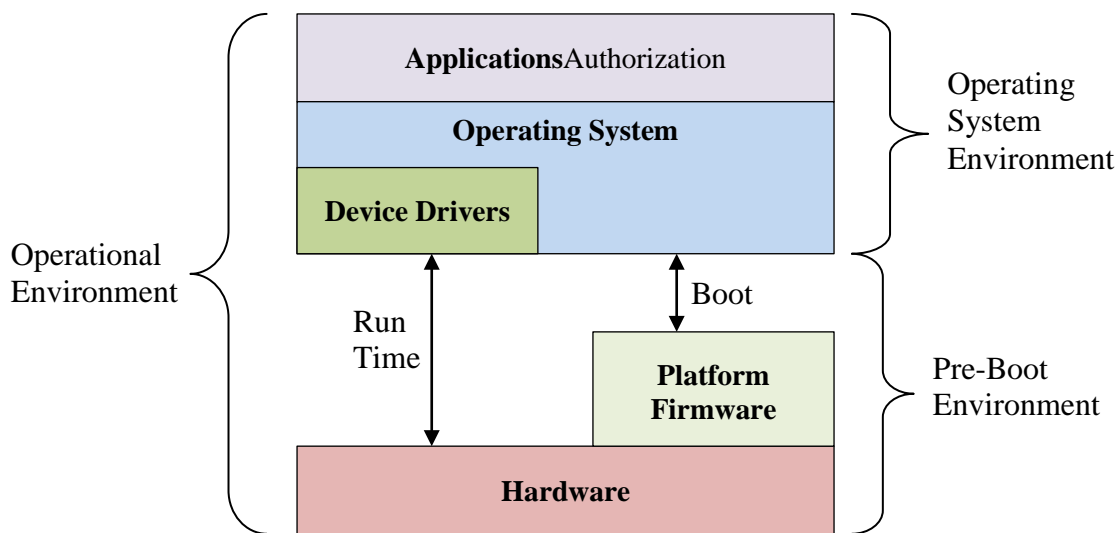 ApplicationsAuthorization
Operating System
Device Drivers
Operating
System
Environment
Operational
Environment
Run
Time
Boot
Platform
Firmware
Pre-Boot
Environment
Hardware